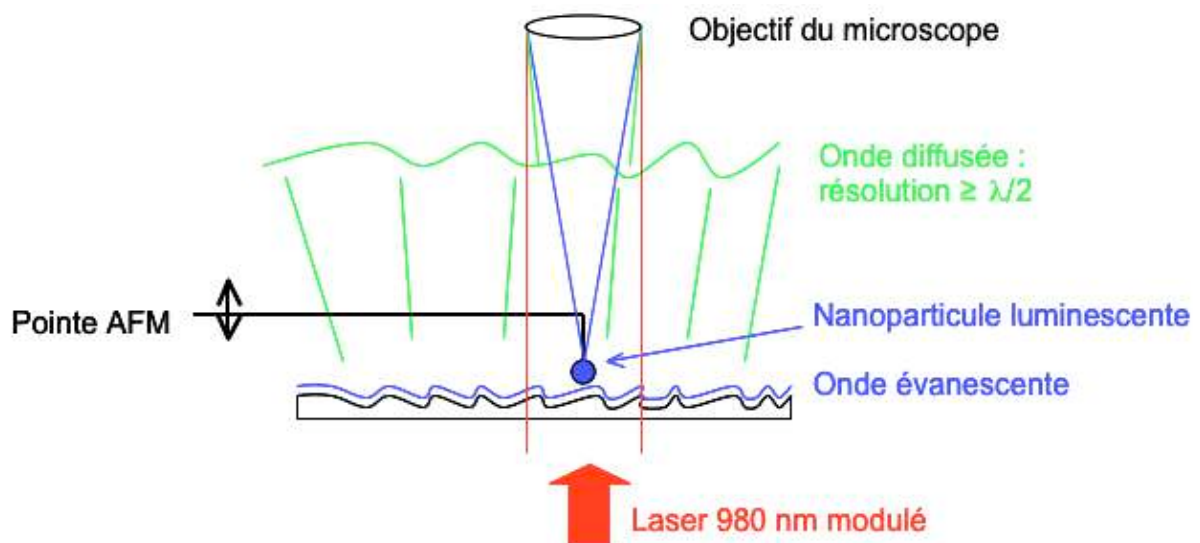 Objectif du microscope
Onde diffusée :
résolution ≥ λ/2
Pointe AFM
Nanoparticule luminescente
Onde évanescente
Laser 980 nm modulé